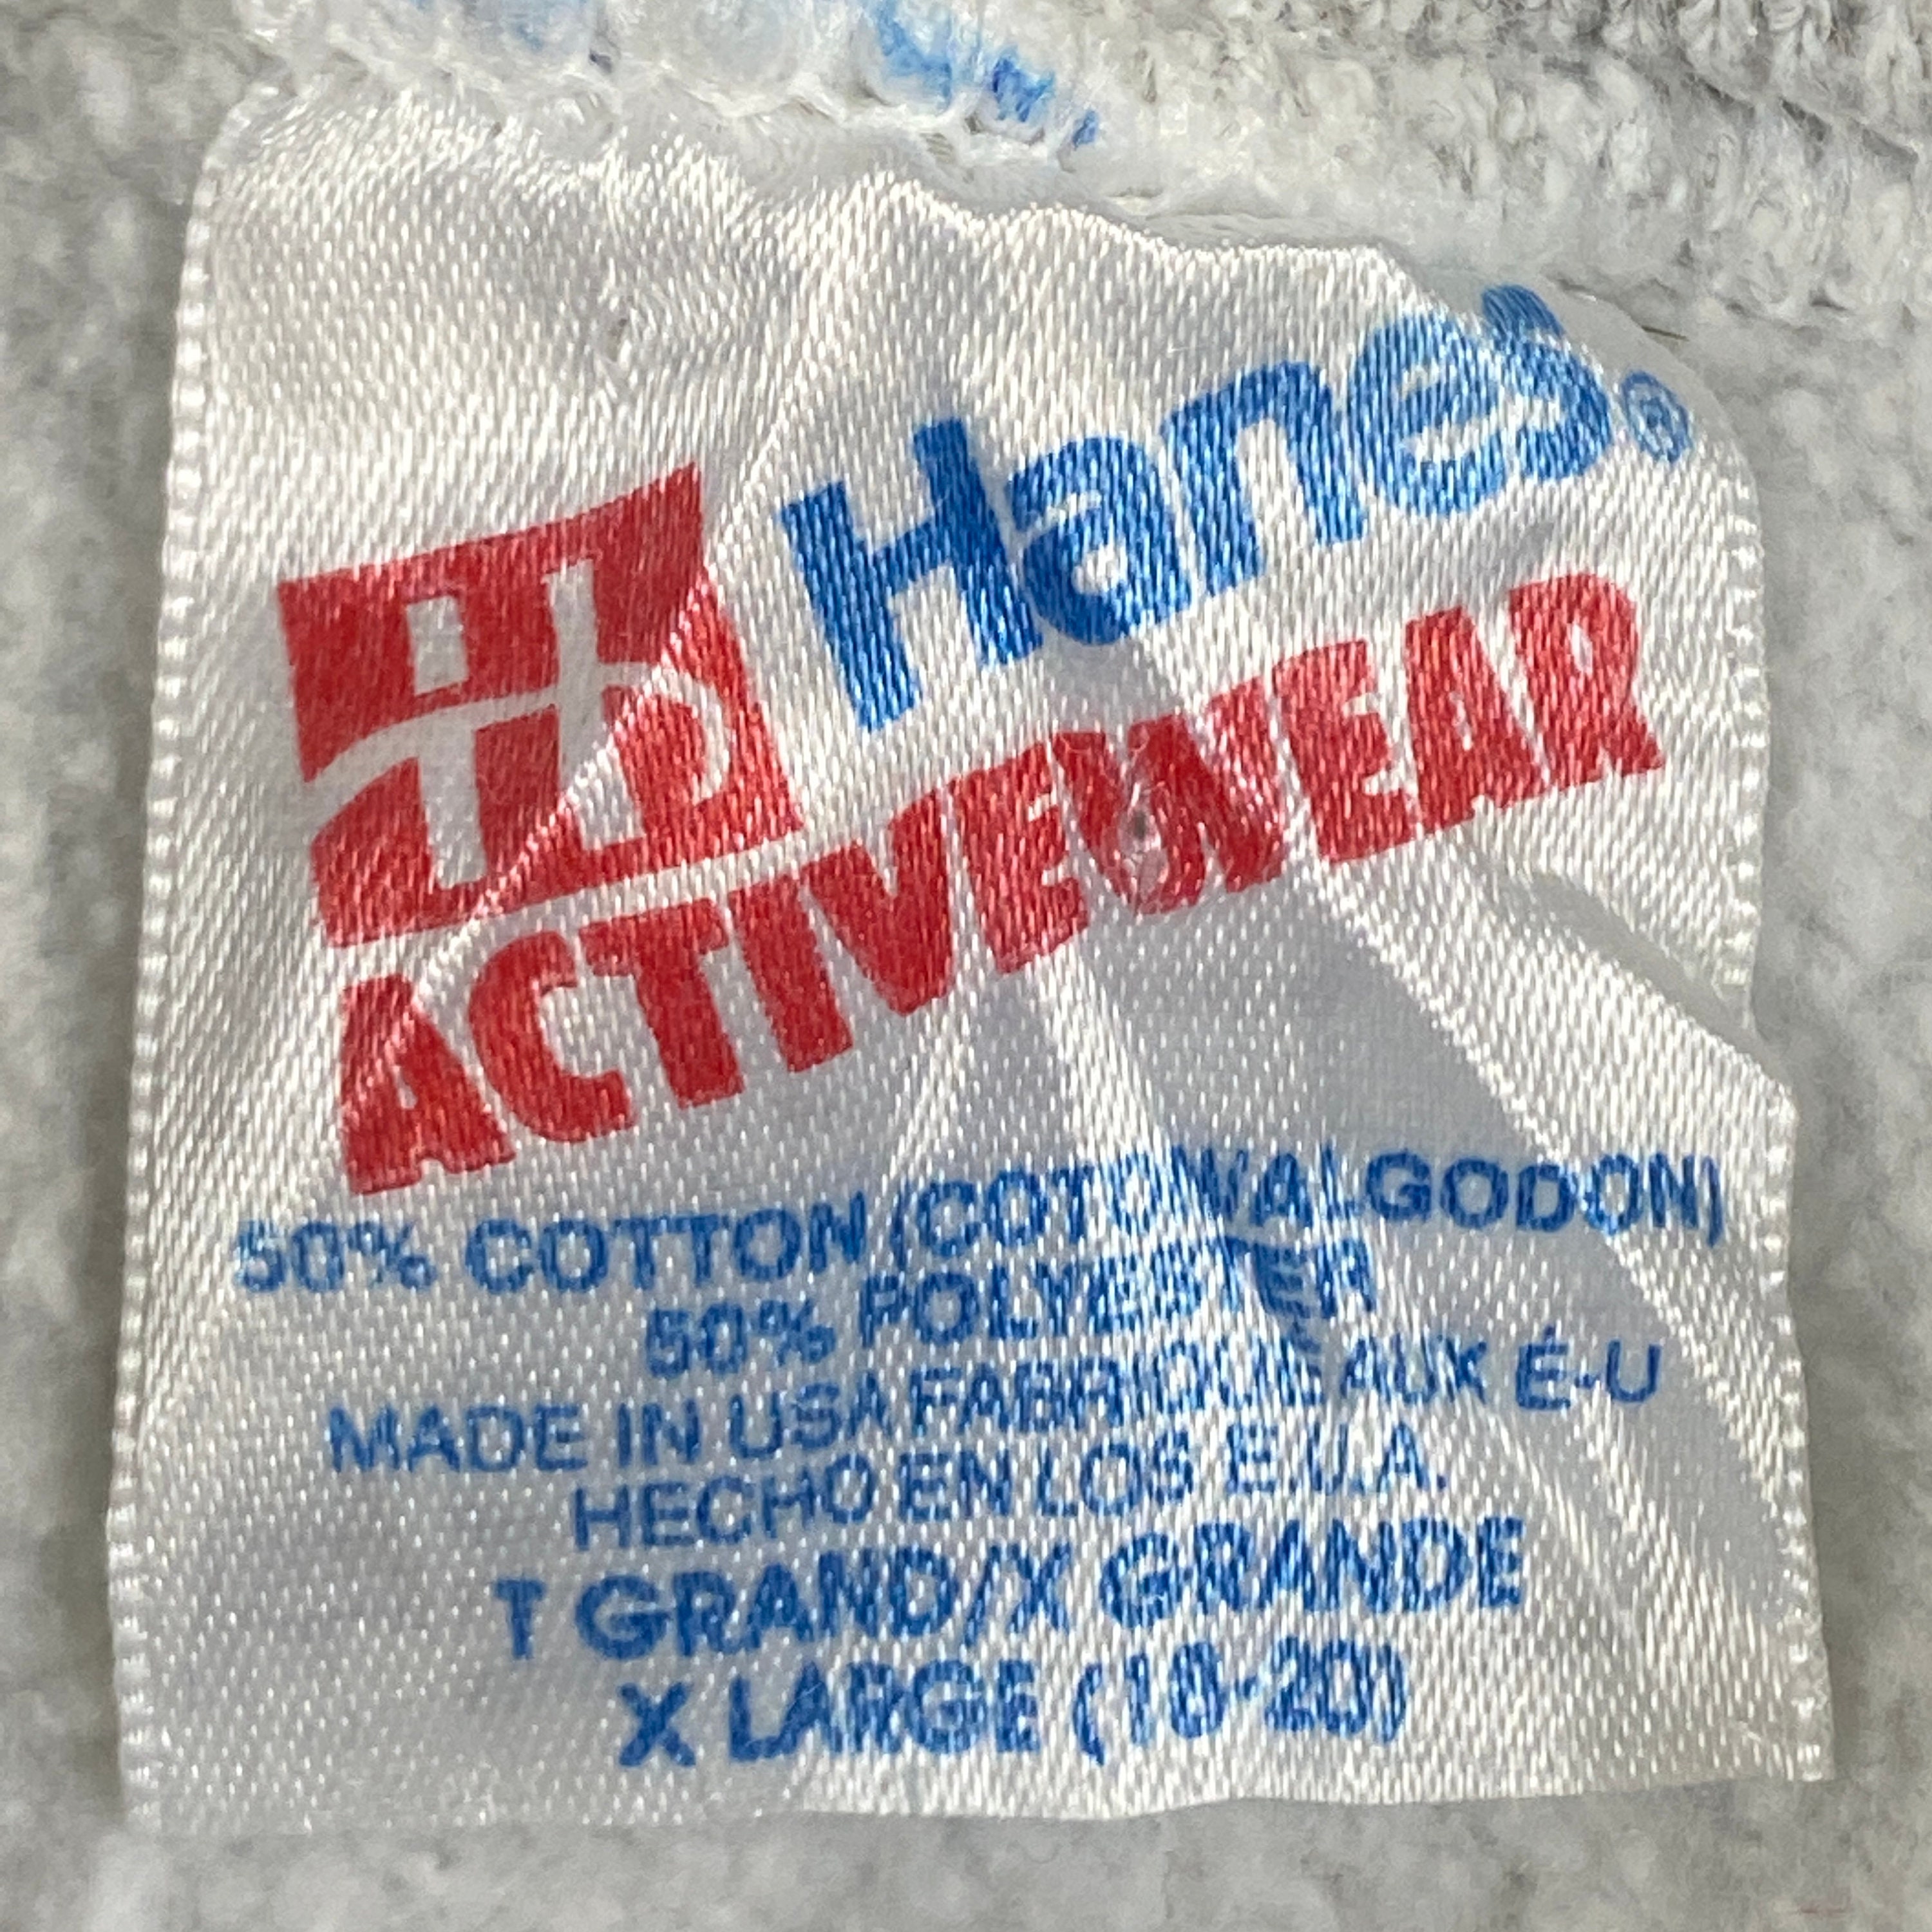 Hanes®
ACTIVEWEAR
50% COTTON (COTON/ALGODON)
50% POLYESTER
MADE IN USA FABRIQUE AUX É-U
HECHO EN LOS E.U.A.
T GRAND/X GRANDE
X LARGE (18-20)